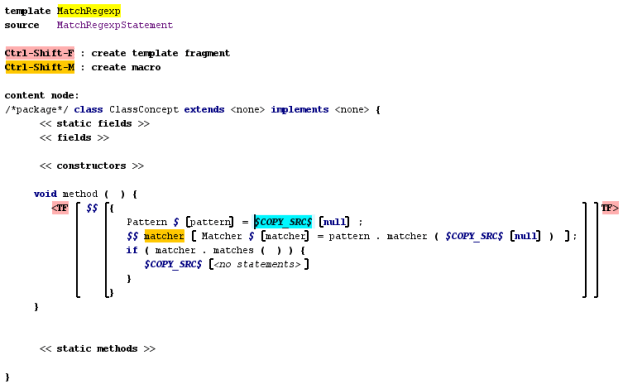 template MatchRegexp
source MatchRegexpStatement
Ctrl-Shift-F : create template fragment
Ctrl-Shift-M : create macro
content node:
/*package*/ class ClassConcept extends <none> implements <none> {
<< static fields >>
<< fields >>
<< constructors >>
void method ( ) {
<TF [ $$ [ { ] ] TF>
Pattern $ [pattern] = $COPY_SRC$ [null] ;
$$ matcher [ Matcher $ [matcher] = pattern . matcher ( $COPY_SRC$ [null] ) ];
if ( matcher . matches ( ) ) {
$COPY_SRC$ [<no statements>]
}
}
}
<< static methods >>
}